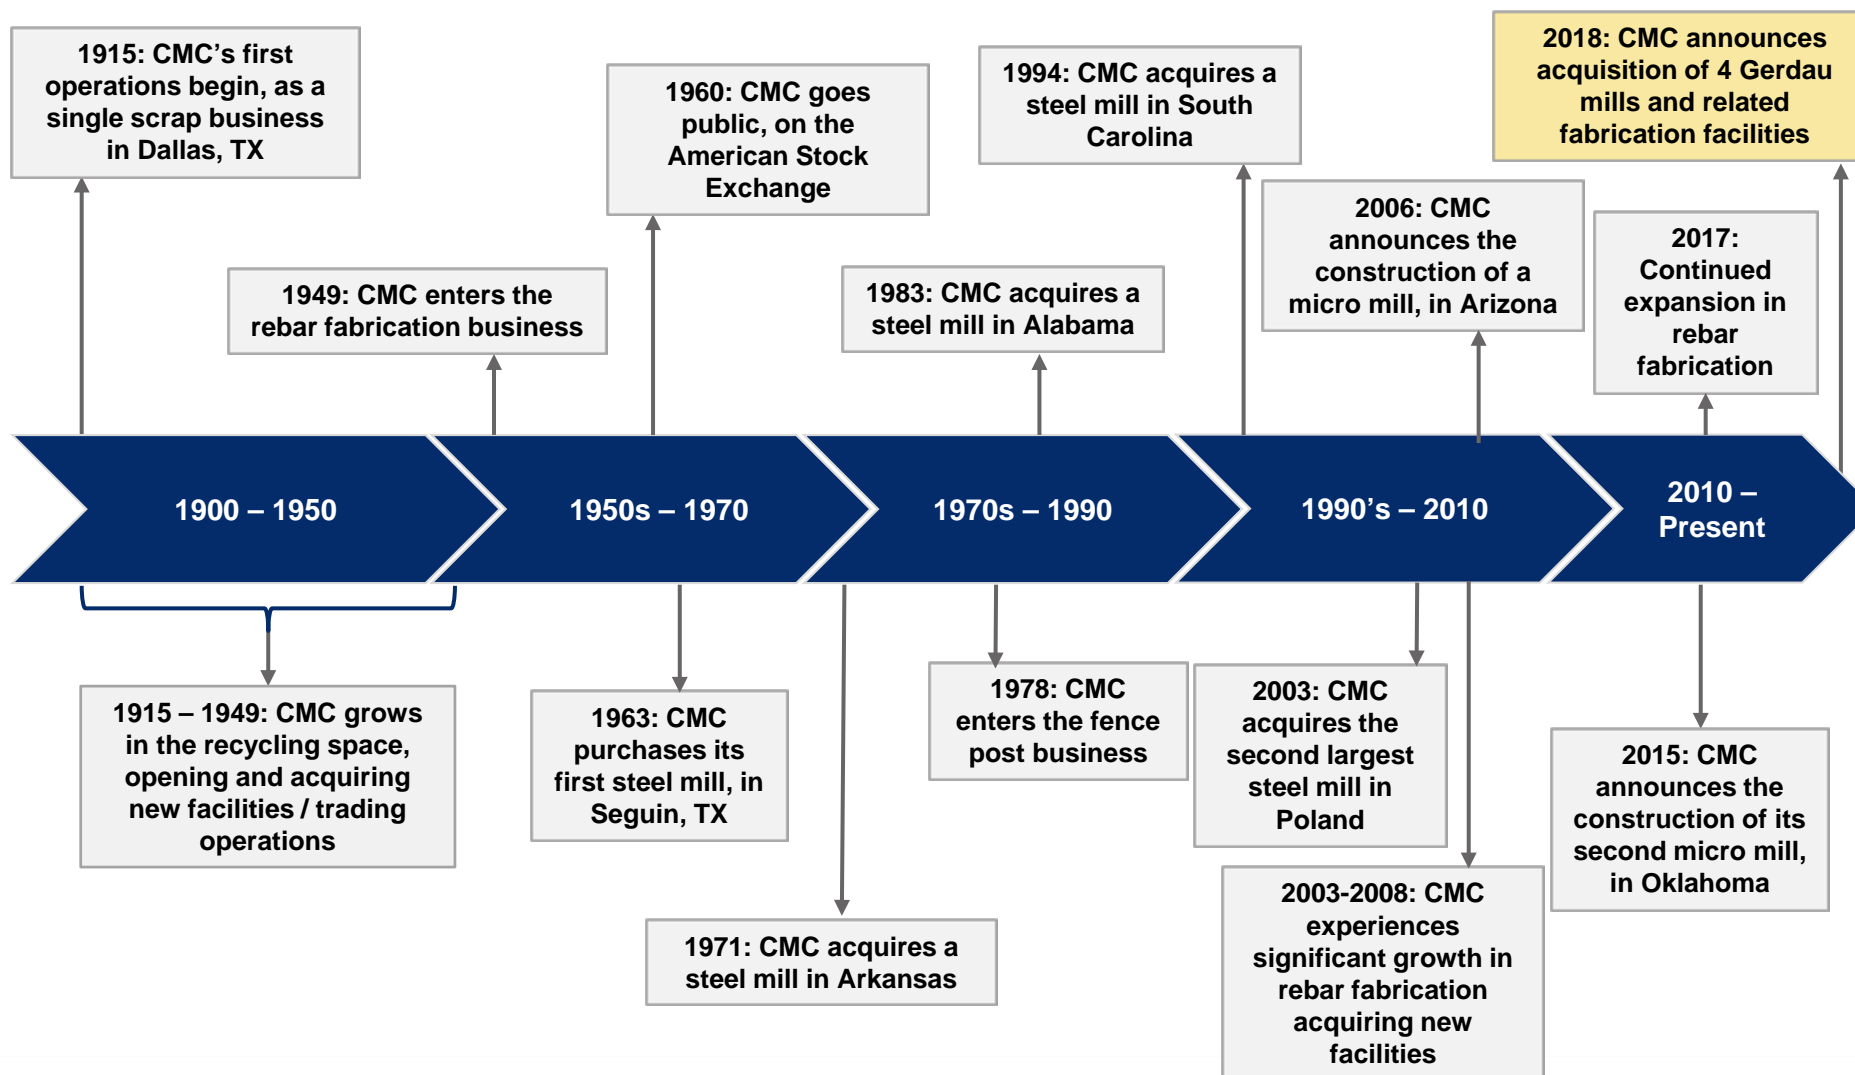 1915: CMC’s first
operations begin, as a
single scrap business
in Dallas, TX
1949: CMC enters the
rebar fabrication business
1960: CMC goes
public, on the
American Stock
Exchange
1983: CMC acquires a
steel mill in Alabama
1994: CMC acquires a
steel mill in South
Carolina
2006: CMC
announces the
construction of a
micro mill, in Arizona
2017:
Continued
expansion in
rebar
fabrication
2018: CMC announces
acquisition of 4 Gerdau
mills and related
fabrication facilities
1900 – 1950
1950s – 1970
1970s – 1990
1990’s – 2010
2010 –
Present
1915 – 1949: CMC grows
in the recycling space,
opening and acquiring
new facilities / trading
operations
1963: CMC
purchases its
first steel mill, in
Seguin, TX
1971: CMC acquires a
steel mill in Arkansas
1978: CMC
enters the fence
post business
2003: CMC
acquires the
second largest
steel mill in
Poland
2003-2008: CMC
experiences
significant growth in
rebar fabrication
acquiring new
facilities
2015: CMC
announces the
construction of its
second micro mill,
in Oklahoma